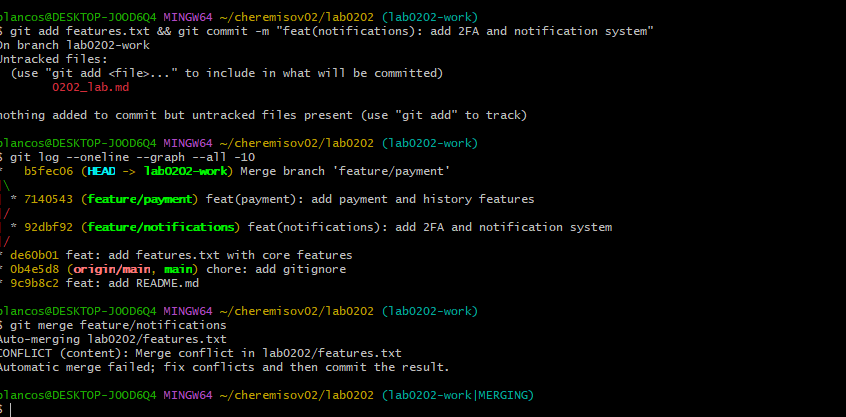 plancos@DESKTOP-JOOD6Q4 MINGW64 ~/cheremisov02/lab0202 (lab0202-work)
$ git add features.txt && git commit -m "feat(notifications): add 2FA and notification system"
On branch lab0202-work
Untracked files:
  (use "git add <file>..." to include in what will be committed)
        0202_lab.md

nothing added to commit but untracked files present (use "git add" to track)

plancos@DESKTOP-JOOD6Q4 MINGW64 ~/cheremisov02/lab0202 (lab0202-work)
$ git log --oneline --graph --all -10
*   b5fec06 (HEAD -> lab0202-work) Merge branch 'feature/payment'
|\
| * 7140543 (feature/payment) feat(payment): add payment and history features
|/
| * 92dbf92 (feature/notifications) feat(notifications): add 2FA and notification system
|/
* de60b01 feat: add features.txt with core features
* 0b4e5d8 (origin/main, main) chore: add gitignore
* 9c9b8c2 feat: add README.md

plancos@DESKTOP-JOOD6Q4 MINGW64 ~/cheremisov02/lab0202 (lab0202-work)
$ git merge feature/notifications
Auto-merging lab0202/features.txt
CONFLICT (content): Merge conflict in lab0202/features.txt
Automatic merge failed; fix conflicts and then commit the result.

plancos@DESKTOP-JOOD6Q4 MINGW64 ~/cheremisov02/lab0202 (lab0202-work|MERGING)
$